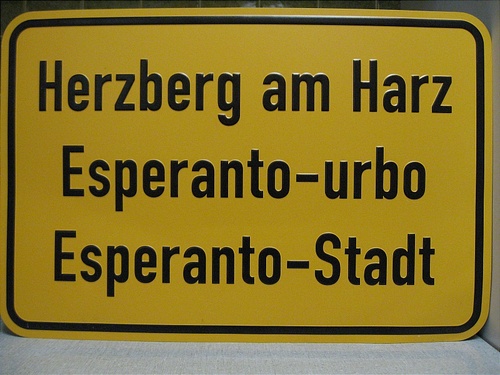 Herzberg am Harz
Esperanto-urbo
Esperanto-Stadt